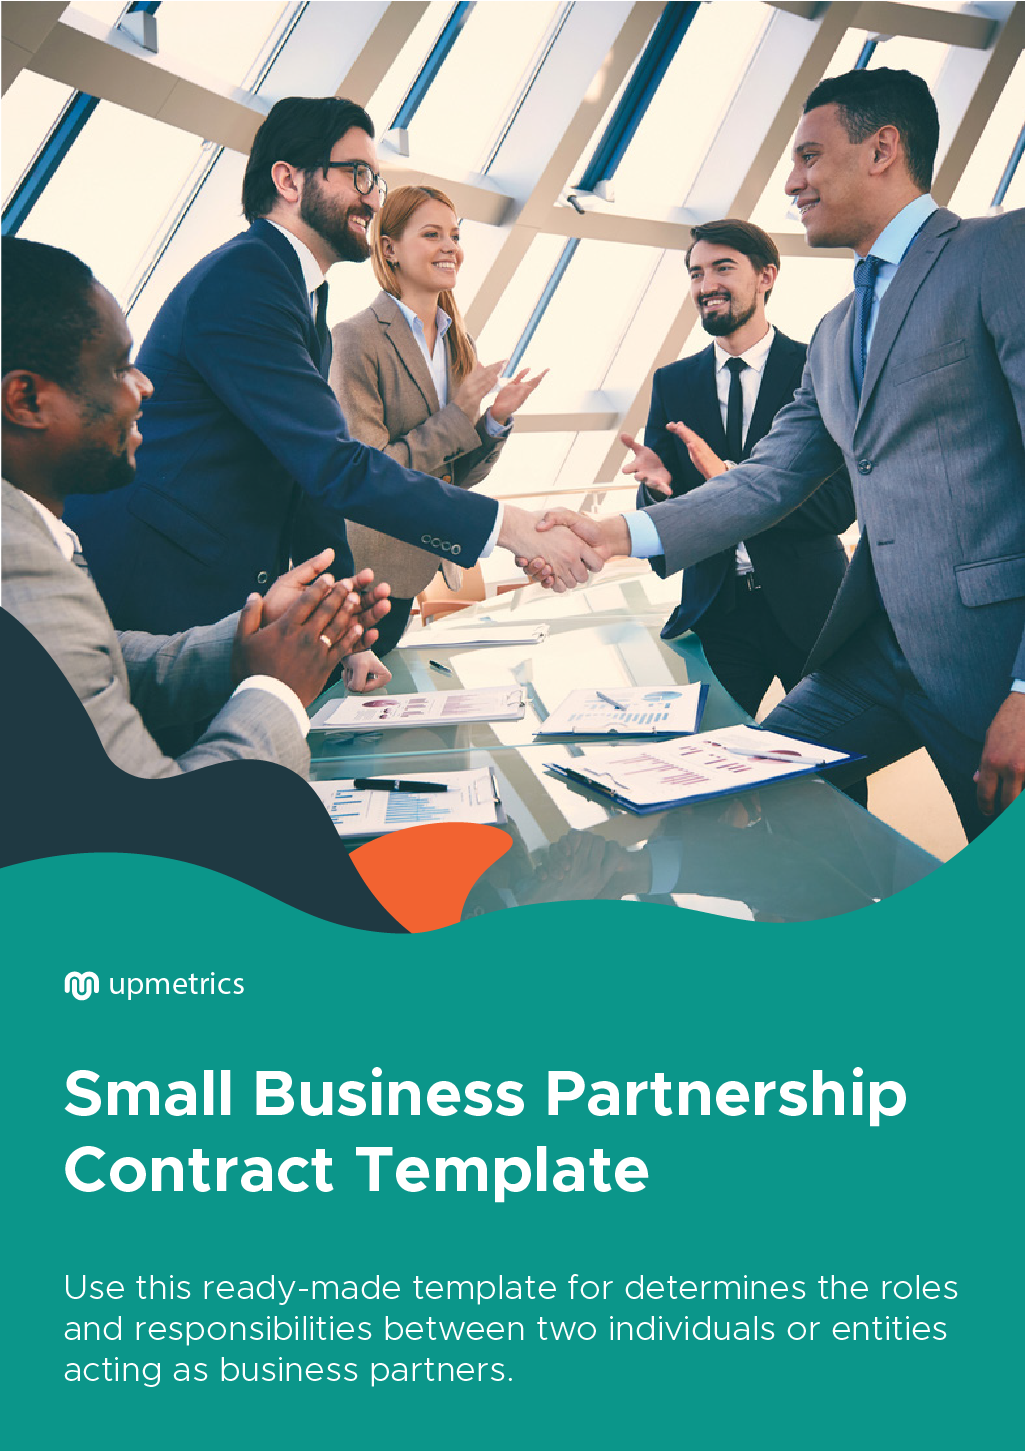 upmetrics
Small Business Partnership
Contract Template
Use this ready-made template for determines the roles
and responsibilities between two individuals or entities
acting as business partners.